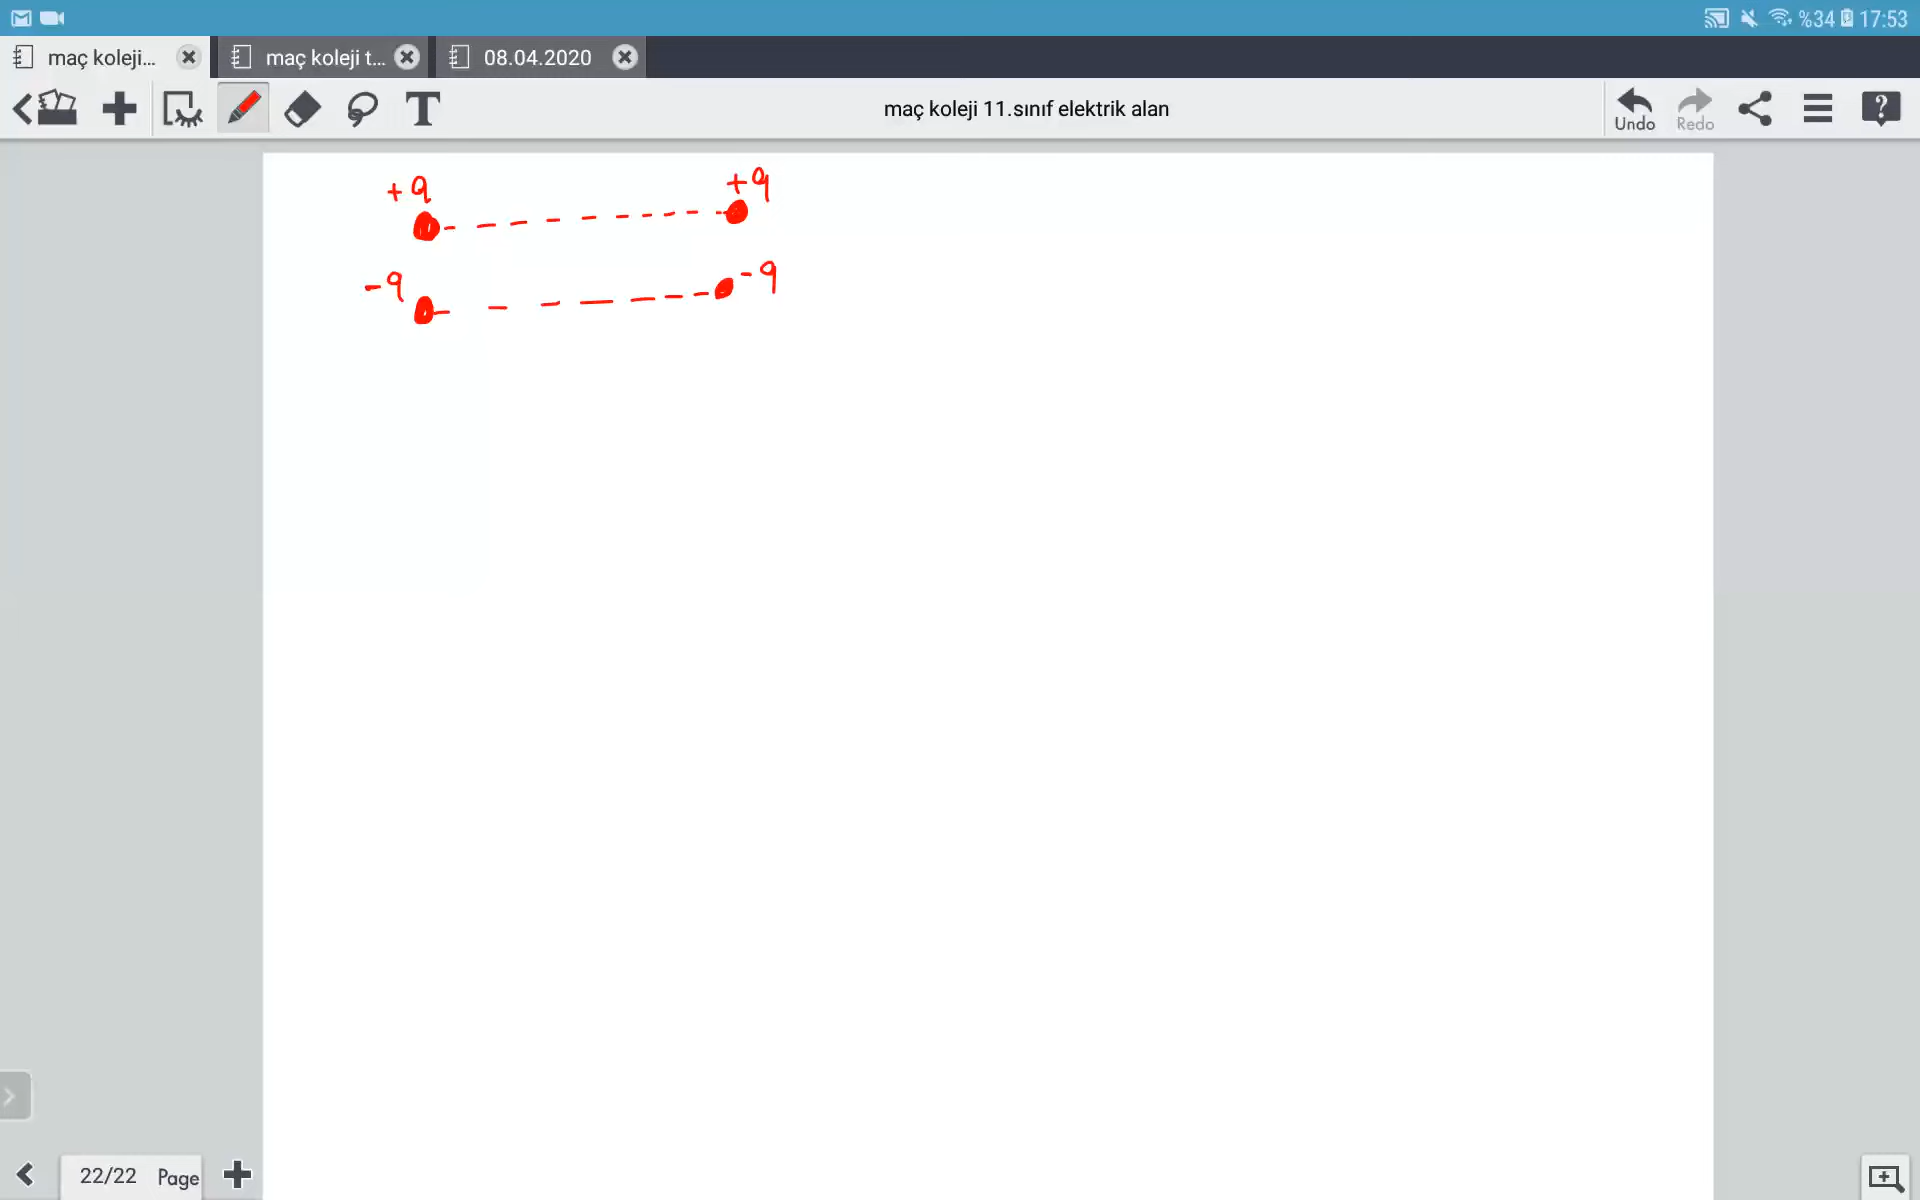 %34 17:53
maç koleji... maç koleji t... 08.04.2020
T maç koleji 11.sınıf elektrik alan Undo Redo
+q +q
-q -q
22/22 Page